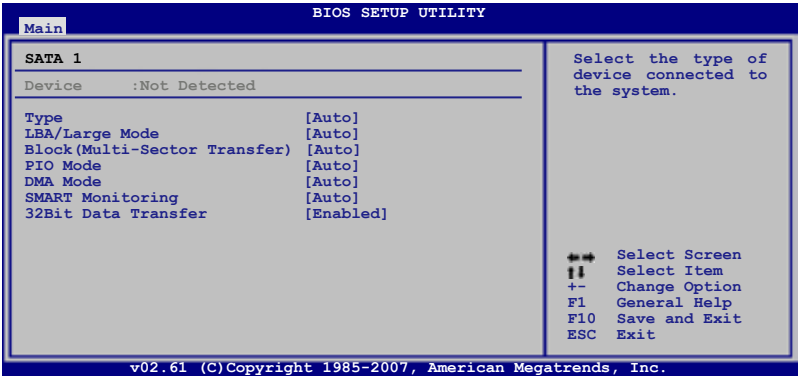 BIOS SETUP UTILITY
Main
SATA 1
Device :Not Detected
Type [Auto]
LBA/Large Mode [Auto]
Block(Multi-Sector Transfer) [Auto]
PIO Mode [Auto]
DMA Mode [Auto]
SMART Monitoring [Auto]
32Bit Data Transfer [Enabled]
Select the type of
device connected to
the system.
←→ Select Screen
↑↓ Select Item
+- Change Option
F1 General Help
F10 Save and Exit
ESC Exit
v02.61 (C)Copyright 1985-2007, American Megatrends, Inc.